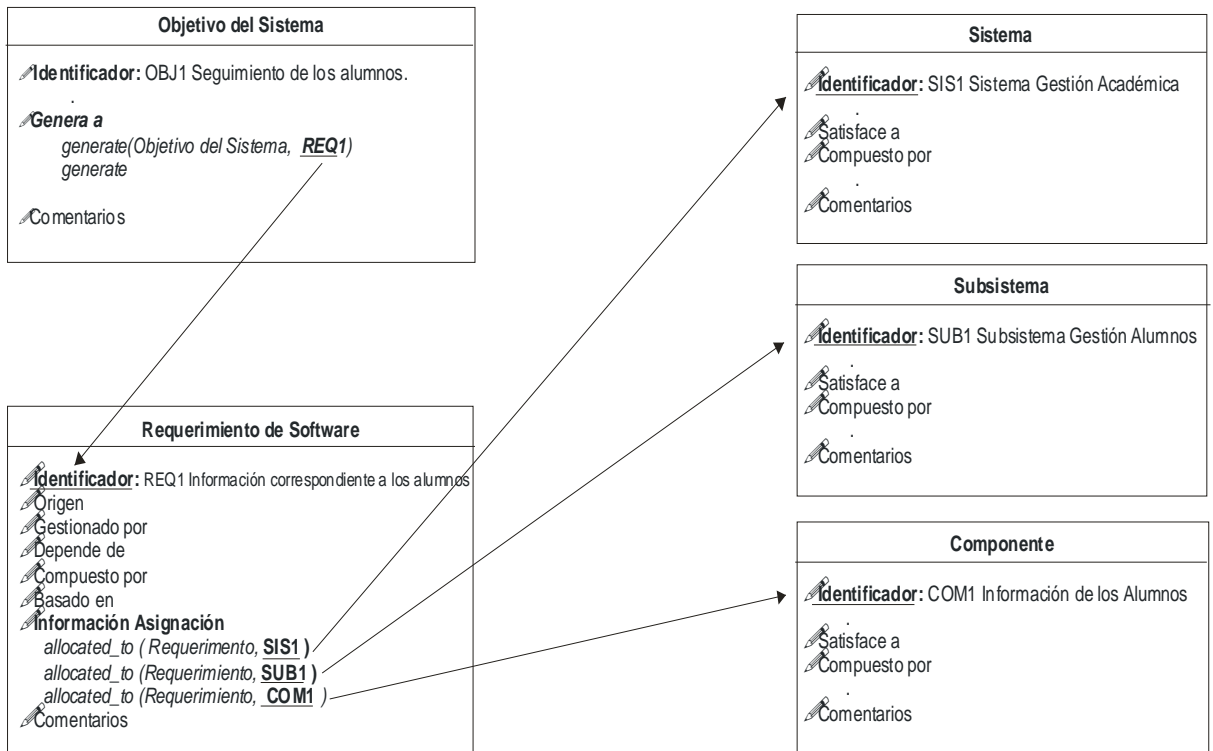 Objetivo del Sistema
Identificador: OBJ1 Seguimiento de los alumnos.
.
Genera a
generate(Objetivo del Sistema, REQ1)
generate
Comentarios
Requerimiento de Software
Identificador: REQ1 Información correspondiente a los alumnos
Origen
Gestionado por
Depende de
Compuesto por
Basado en
Información Asignación
allocated_to ( Requerimento, SIS1 )
allocated_to (Requerimiento, SUB1 )
allocated_to (Requerimiento, COM1 )
Comentarios
Sistema
Identificador: SIS1 Sistema Gestión Académica
.
Satisface a
Compuesto por
.
Comentarios
Subsistema
Identificador: SUB1 Subsistema Gestión Alumnos
.
Satisface a
Compuesto por
.
Comentarios
Componente
Identificador: COM1 Información de los Alumnos
.
Satisface a
Compuesto por
.
Comentarios